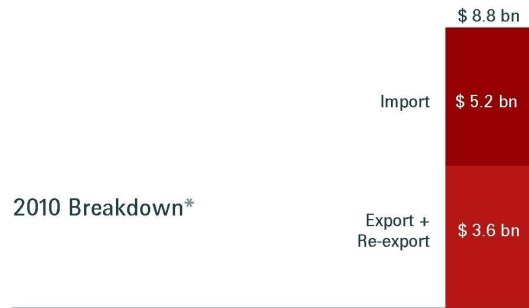 $ 8.8 bn
Import
$ 5.2 bn
2010 Breakdown*
Export +
Re-export
$ 3.6 bn